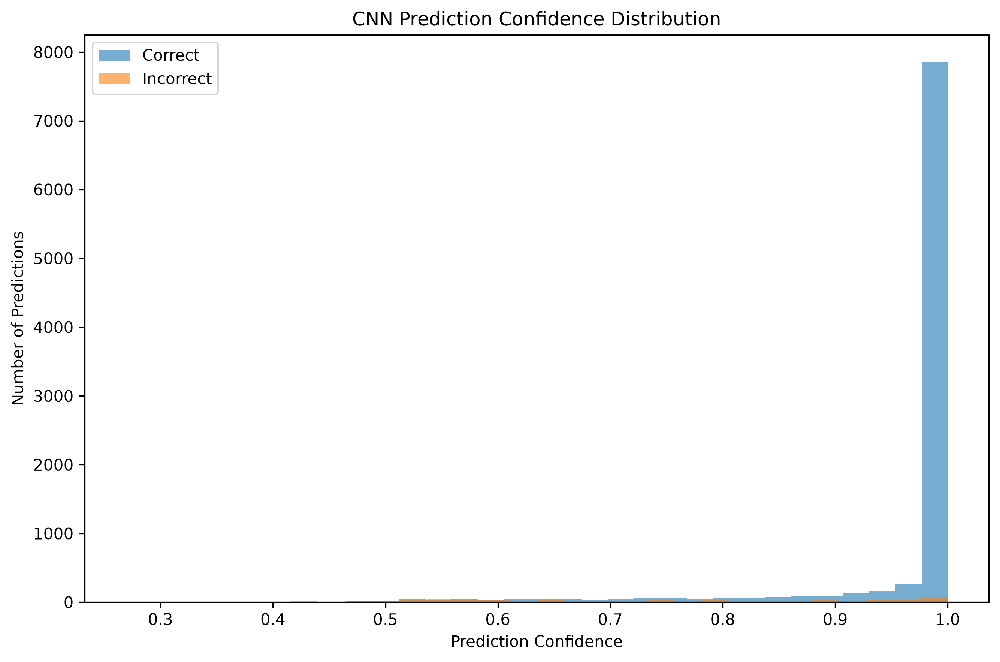 CNN Prediction Confidence Distribution
Correct
Incorrect
8000
7000
6000
5000
4000
3000
2000
1000
0
Number of Predictions
0.3 0.4 0.5 0.6 0.7 0.8 0.9 1.0
Prediction Confidence